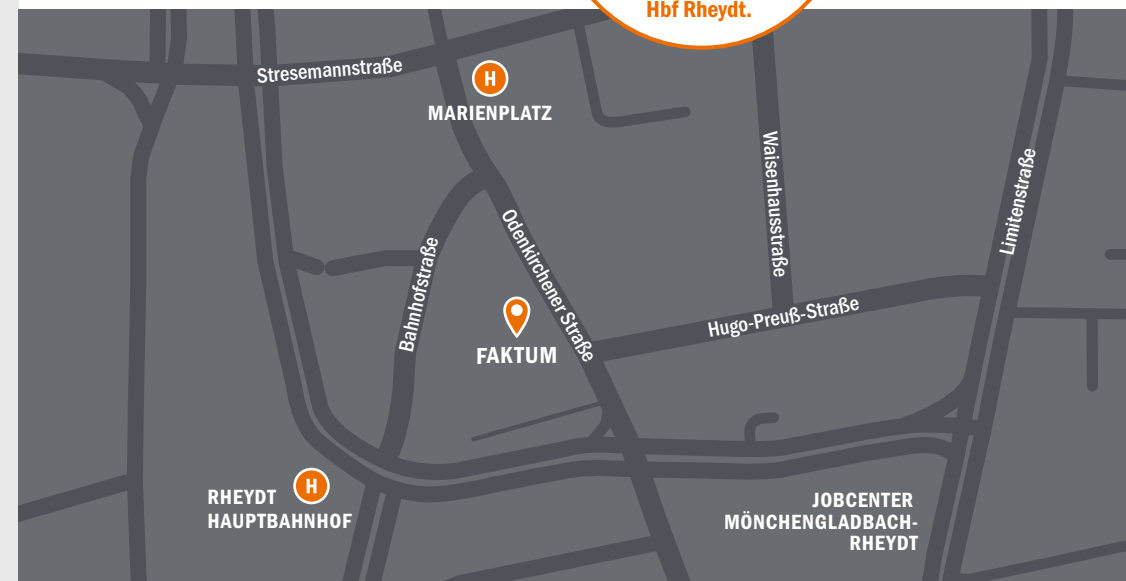 Hbf Rheydt.
Stresemannstraße
H
MARIENPLATZ
Waisenhausstraße
Limitenstraße
Odenkirchener Straße
Bahnhofstraße
Hugo-Preuß-Straße
FAKTUM
H
RHEYDT
HAUPTBAHNHOF
JOBCENTER
MÖNCHENGLADBACH-
RHEYDT